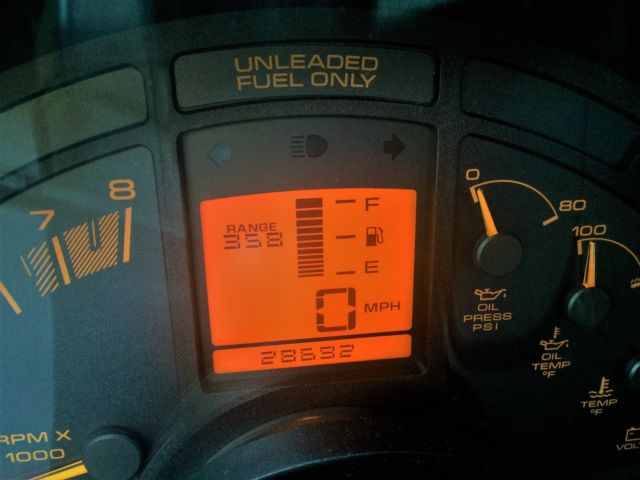 UNLEADED
FUEL ONLY
7 8
RPM X
1000
RANGE
358
F
E
0 MPH
28692
0 80
OIL
PRESS
PSI
100
OIL
TEMP
°F
TEMP
°F